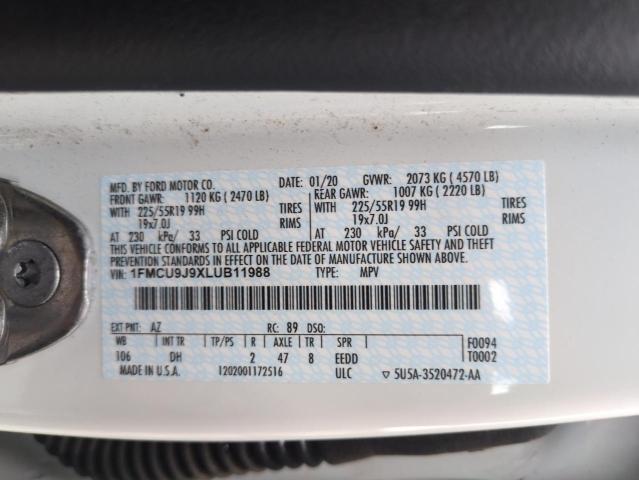 MFD. BY FORD MOTOR CO. DATE: 01/20 GVWR: 2073 KG ( 4570 LB)
FRONT GAWR: 1120 KG ( 2470 LB) REAR GAWR: 1007 KG ( 2220 LB)
WITH 225/55R19 99H TIRES WITH 225/55R19 99H TIRES
19x7.0J RIMS 19x7.0J RIMS
AT 230 kPa/ 33 PSI COLD AT 230 kPa/ 33 PSI COLD
THIS VEHICLE CONFORMS TO ALL APPLICABLE FEDERAL MOTOR VEHICLE SAFETY AND THEFT
PREVENTION STANDARDS IN EFFECT ON THE DATE OF MANUFACTURE SHOWN ABOVE.
VIN: 1FMCU9J9XLUB11988 TYPE: MPV
EXT PNT: AZ RC: 89 DSO:
WB INT TR TP/PS R AXLE TR SPR F0094
106 DH 2 47 8 EEDD T0002
MADE IN U.S.A. I202001172516 ULC ▽ 5U5A-3520472-AA